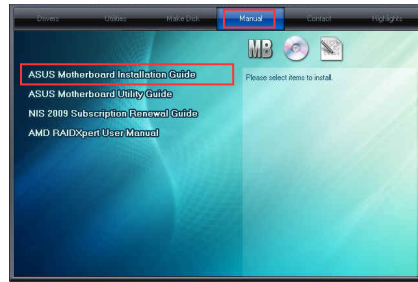 Drivers Utilities Make Disk Manual Contact Highlights
MB
Please select items to install.
ASUS Motherboard Installation Guide
ASUS Motherboard Utility Guide
NIS 2009 Subscription Renewal Guide
AMD RAIDXpert User Manual